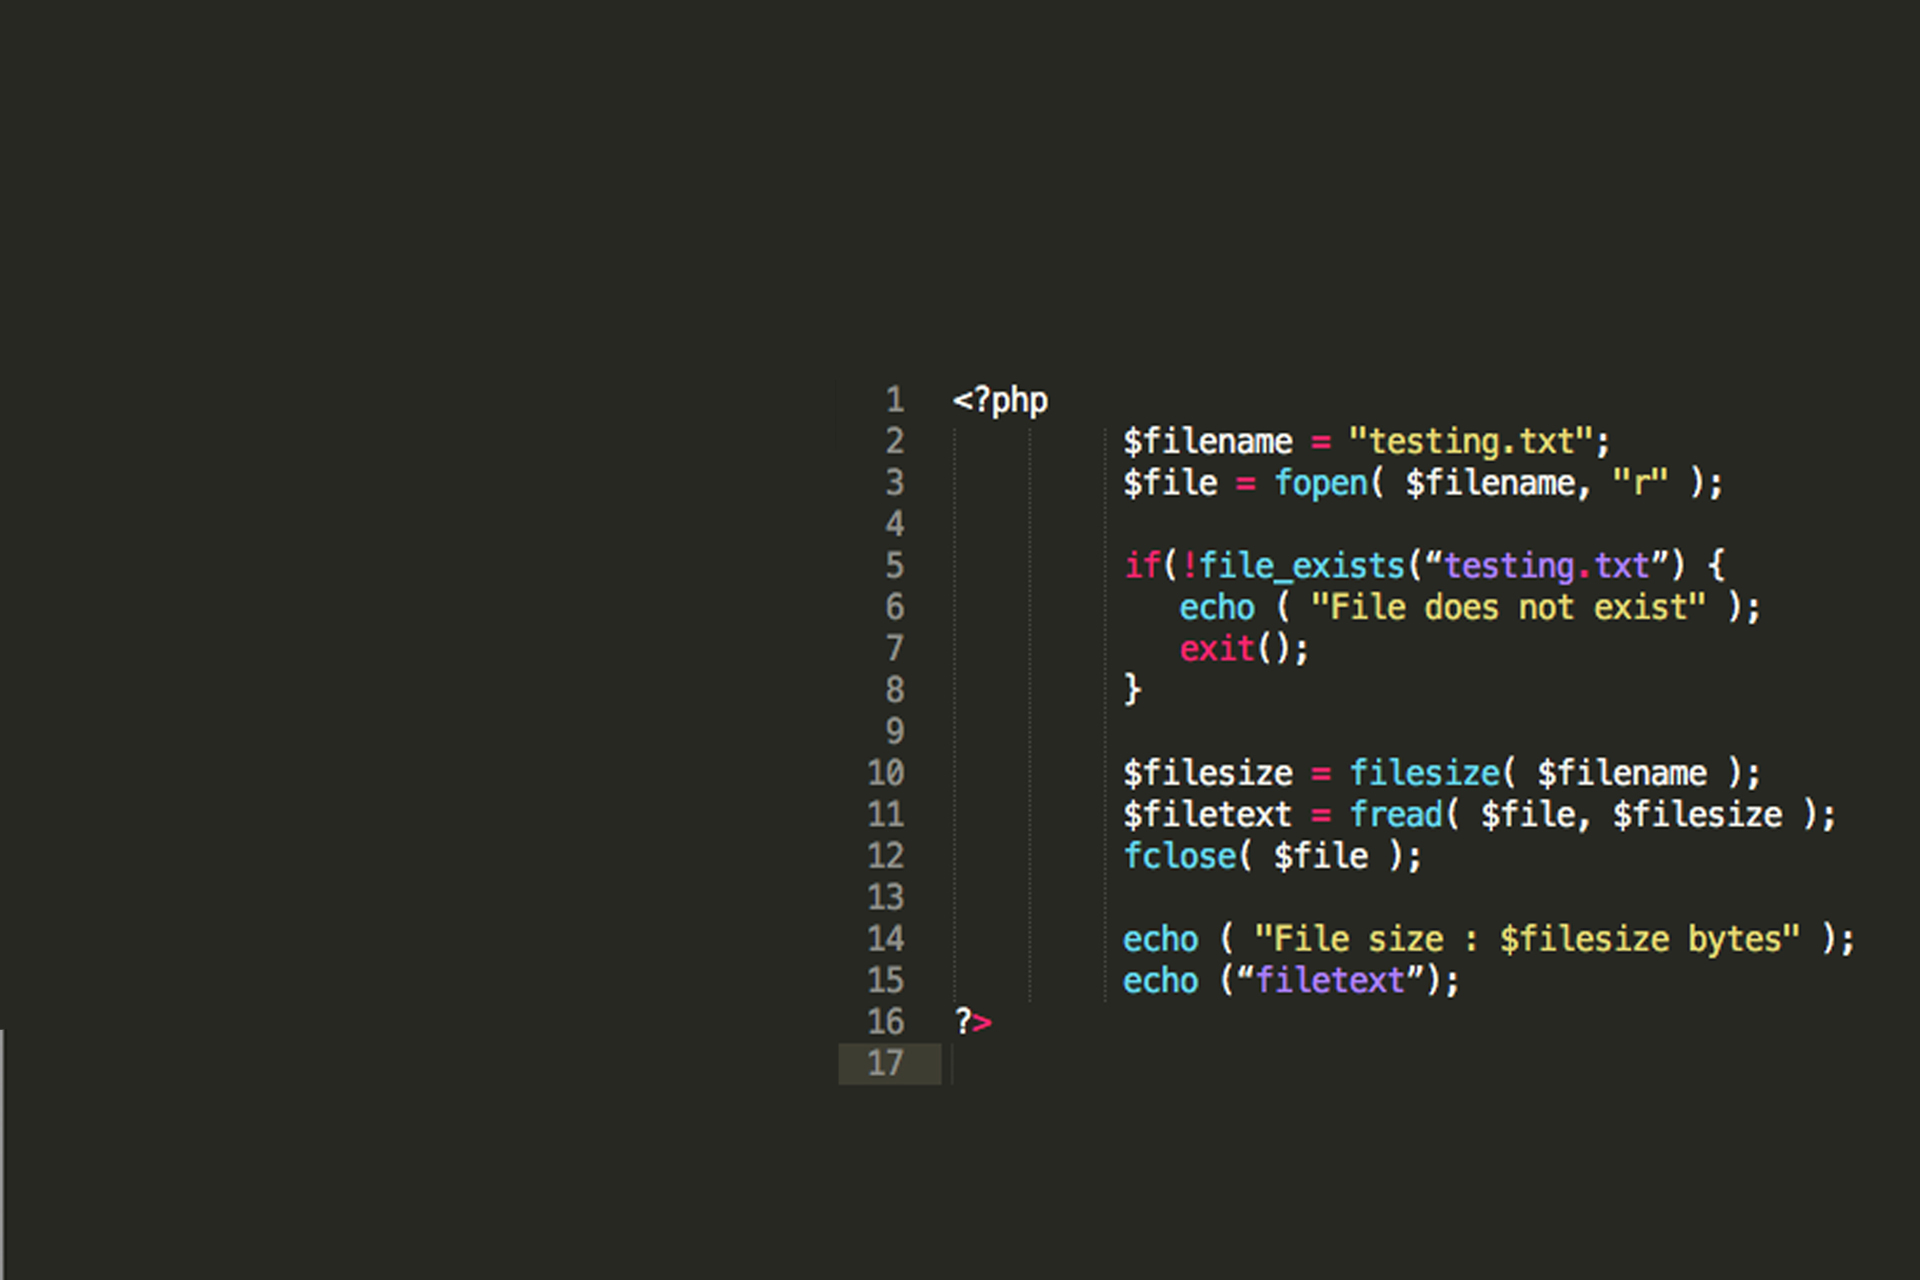 1 <?php
2 $filename = "testing.txt";
3 $file = fopen( $filename, "r" );
4
5 if(!file_exists(“testing.txt”) {
6 echo ( "File does not exist" );
7 exit();
8 }
9
10 $filesize = filesize( $filename );
11 $filetext = fread( $file, $filesize );
12 fclose( $file );
13
14 echo ( "File size : $filesize bytes" );
15 echo (“filetext”);
16 ?>
17